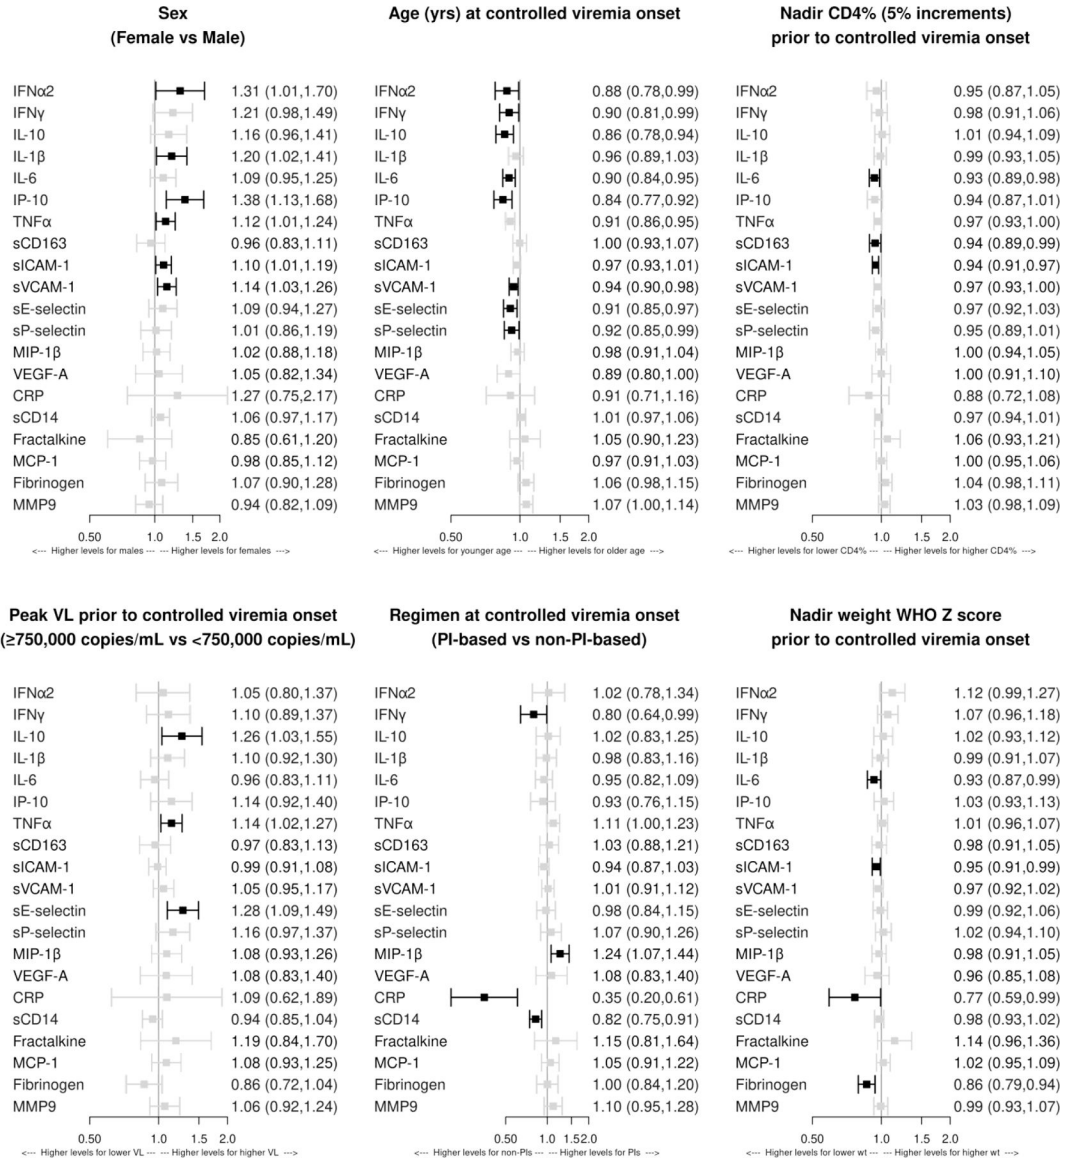 Sex
(Female vs Male)
IFNα2 1.31 (1.01,1.70)
IFNγ 1.21 (0.98,1.49)
IL-10 1.16 (0.96,1.41)
IL-1β 1.20 (1.02,1.41)
IL-6 1.09 (0.95,1.25)
IP-10 1.38 (1.13,1.68)
TNFα 1.12 (1.01,1.24)
sCD163 0.96 (0.83,1.11)
sICAM-1 1.10 (1.01,1.19)
sVCAM-1 1.14 (1.03,1.26)
sE-selectin 1.09 (0.94,1.27)
sP-selectin 1.01 (0.86,1.19)
MIP-1β 1.02 (0.88,1.18)
VEGF-A 1.05 (0.82,1.34)
CRP 1.27 (0.75,2.17)
sCD14 1.06 (0.97,1.17)
Fractalkine 0.85 (0.61,1.20)
MCP-1 0.98 (0.85,1.12)
Fibrinogen 1.07 (0.90,1.28)
MMP9 0.94 (0.82,1.09)
0.50 1.0 1.5 2.0
<--- Higher levels for males --- --- Higher levels for females --->
Age (yrs) at controlled viremia onset
IFNα2 0.88 (0.78,0.99)
IFNγ 0.90 (0.81,0.99)
IL-10 0.86 (0.78,0.94)
IL-1β 0.96 (0.89,1.03)
IL-6 0.90 (0.84,0.95)
IP-10 0.84 (0.77,0.92)
TNFα 0.91 (0.86,0.95)
sCD163 1.00 (0.93,1.07)
sICAM-1 0.97 (0.93,1.01)
sVCAM-1 0.94 (0.90,0.98)
sE-selectin 0.91 (0.85,0.97)
sP-selectin 0.92 (0.85,0.99)
MIP-1β 0.98 (0.91,1.04)
VEGF-A 0.89 (0.80,1.00)
CRP 0.91 (0.71,1.16)
sCD14 1.01 (0.97,1.06)
Fractalkine 1.05 (0.90,1.23)
MCP-1 0.97 (0.91,1.03)
Fibrinogen 1.06 (0.98,1.15)
MMP9 1.07 (1.00,1.14)
0.50 1.0 1.5 2.0
<--- Higher levels for younger age --- --- Higher levels for older age --->
Nadir CD4% (5% increments)
prior to controlled viremia onset
IFNα2 0.95 (0.87,1.05)
IFNγ 0.98 (0.91,1.06)
IL-10 1.01 (0.94,1.09)
IL-1β 0.99 (0.93,1.05)
IL-6 0.93 (0.89,0.98)
IP-10 0.94 (0.87,1.01)
TNFα 0.97 (0.93,1.00)
sCD163 0.94 (0.89,0.99)
sICAM-1 0.94 (0.91,0.97)
sVCAM-1 0.97 (0.93,1.00)
sE-selectin 0.97 (0.92,1.03)
sP-selectin 0.95 (0.89,1.01)
MIP-1β 1.00 (0.94,1.05)
VEGF-A 1.00 (0.91,1.10)
CRP 0.88 (0.72,1.08)
sCD14 0.97 (0.94,1.01)
Fractalkine 1.06 (0.93,1.21)
MCP-1 1.00 (0.95,1.06)
Fibrinogen 1.04 (0.98,1.11)
MMP9 1.03 (0.98,1.09)
0.50 1.0 1.5 2.0
<--- Higher levels for lower CD4% --- --- Higher levels for higher CD4% --->
Peak VL prior to controlled viremia onset
(≥750,000 copies/mL vs <750,000 copies/mL)
IFNα2 1.05 (0.80,1.37)
IFNγ 1.10 (0.89,1.37)
IL-10 1.26 (1.03,1.55)
IL-1β 1.10 (0.92,1.30)
IL-6 0.96 (0.83,1.11)
IP-10 1.14 (0.92,1.40)
TNFα 1.14 (1.02,1.27)
sCD163 0.97 (0.83,1.13)
sICAM-1 0.99 (0.91,1.08)
sVCAM-1 1.05 (0.95,1.17)
sE-selectin 1.28 (1.09,1.49)
sP-selectin 1.16 (0.97,1.37)
MIP-1β 1.08 (0.93,1.26)
VEGF-A 1.08 (0.83,1.40)
CRP 1.09 (0.62,1.89)
sCD14 0.94 (0.85,1.04)
Fractalkine 1.19 (0.84,1.70)
MCP-1 1.08 (0.93,1.25)
Fibrinogen 0.86 (0.72,1.04)
MMP9 1.06 (0.92,1.24)
0.50 1.0 1.5 2.0
<--- Higher levels for lower VL --- --- Higher levels for higher VL --->
Regimen at controlled viremia onset
(PI-based vs non-PI-based)
IFNα2 1.02 (0.78,1.34)
IFNγ 0.80 (0.64,0.99)
IL-10 1.02 (0.83,1.25)
IL-1β 0.98 (0.83,1.16)
IL-6 0.95 (0.82,1.09)
IP-10 0.93 (0.76,1.15)
TNFα 1.11 (1.00,1.23)
sCD163 1.03 (0.88,1.21)
sICAM-1 0.94 (0.87,1.03)
sVCAM-1 1.01 (0.91,1.12)
sE-selectin 0.98 (0.84,1.15)
sP-selectin 1.07 (0.90,1.26)
MIP-1β 1.24 (1.07,1.44)
VEGF-A 1.08 (0.83,1.40)
CRP 0.35 (0.20,0.61)
sCD14 0.82 (0.75,0.91)
Fractalkine 1.15 (0.81,1.64)
MCP-1 1.05 (0.91,1.22)
Fibrinogen 1.00 (0.84,1.20)
MMP9 1.10 (0.95,1.28)
0.50 1.0 1.5 2.0
<--- Higher levels for non-PIs --- --- Higher levels for PIs --->
Nadir weight WHO Z score
prior to controlled viremia onset
IFNα2 1.12 (0.99,1.27)
IFNγ 1.07 (0.96,1.18)
IL-10 1.02 (0.93,1.12)
IL-1β 0.99 (0.91,1.07)
IL-6 0.93 (0.87,0.99)
IP-10 1.03 (0.93,1.13)
TNFα 1.01 (0.96,1.07)
sCD163 0.98 (0.91,1.05)
sICAM-1 0.95 (0.91,0.99)
sVCAM-1 0.97 (0.92,1.02)
sE-selectin 0.99 (0.92,1.06)
sP-selectin 1.02 (0.94,1.10)
MIP-1β 0.98 (0.91,1.05)
VEGF-A 0.96 (0.85,1.08)
CRP 0.77 (0.59,0.99)
sCD14 0.98 (0.93,1.02)
Fractalkine 1.14 (0.96,1.36)
MCP-1 1.02 (0.95,1.09)
Fibrinogen 0.86 (0.79,0.94)
MMP9 0.99 (0.93,1.07)
0.50 1.0 1.5 2.0
<--- Higher levels for lower wt --- --- Higher levels for higher wt --->